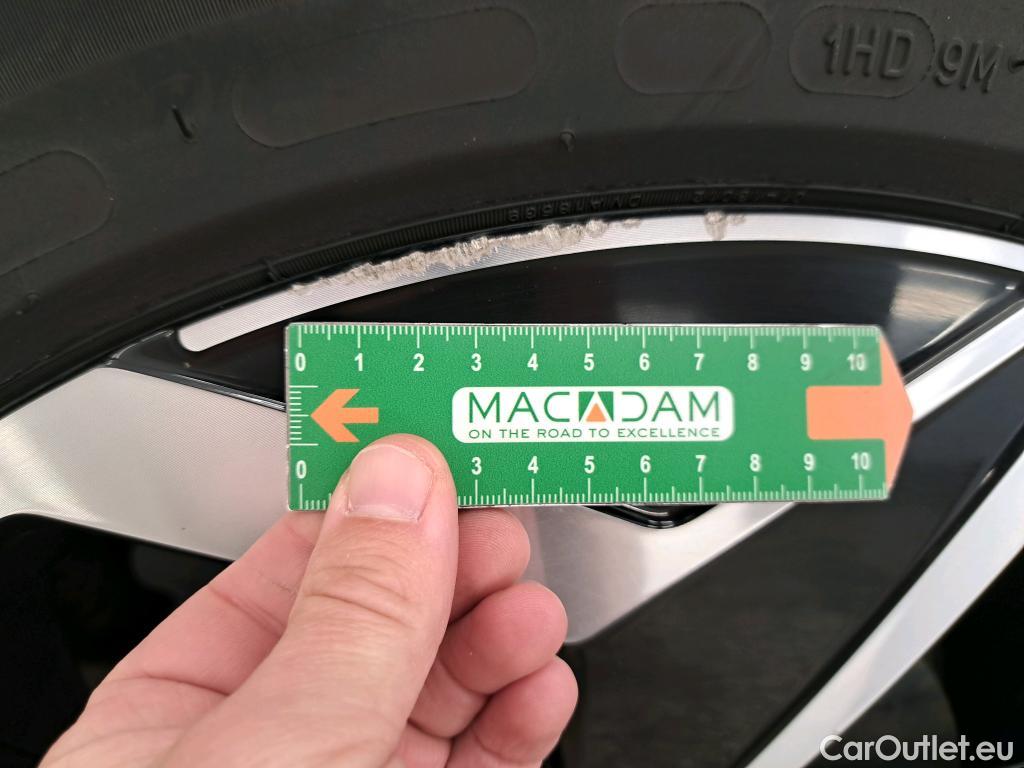 1HD 9M
0 1 2 3 4 5 6 7 8 9 10
MACADAM
ON THE ROAD TO EXCELLENCE
0 3 4 5 6 7 8 9 10
CarOutlet.eu